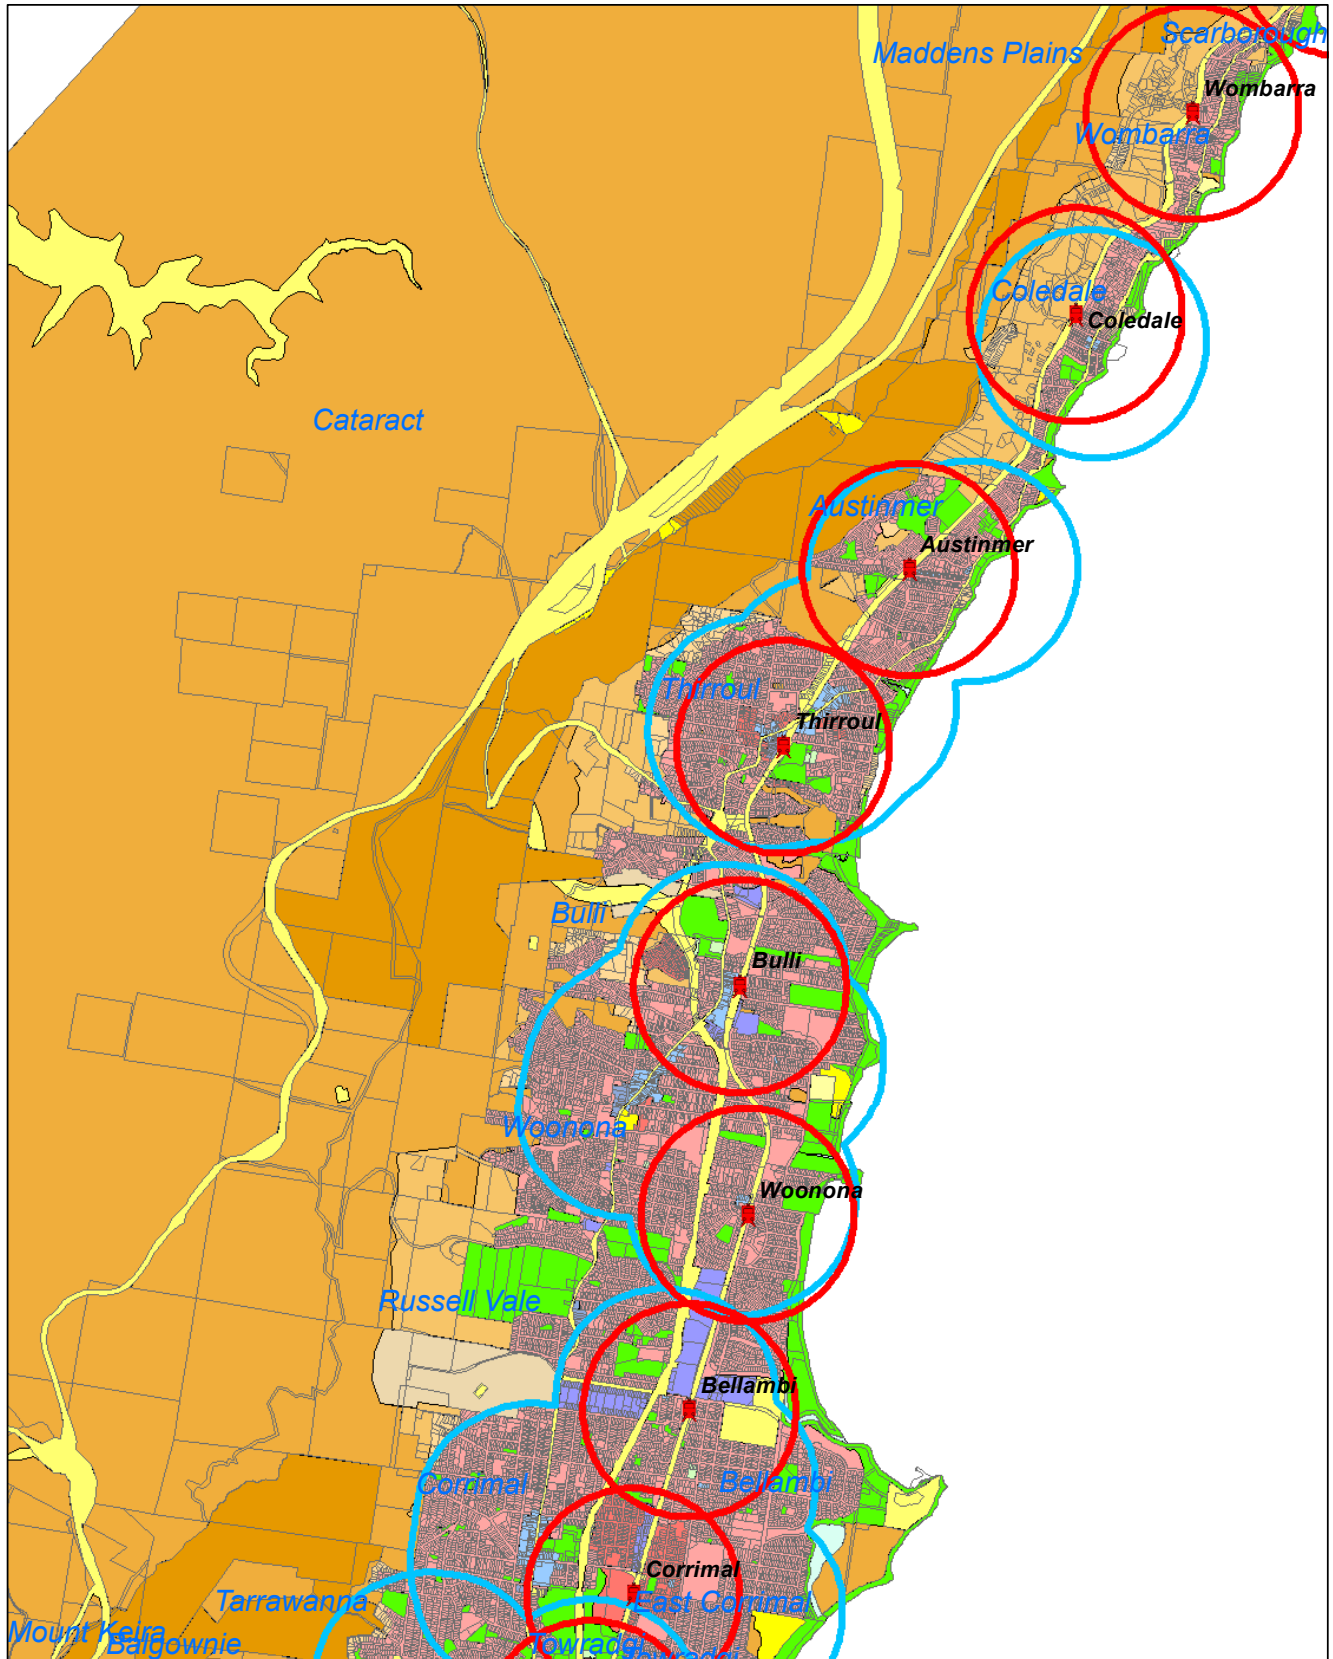 Scarborough
Maddens Plains
Wombarra
Wombarra
Coledale
Coledale
Cataract
Austinmer
Austinmer
Thirroul
Thirroul
Bulli
Bulli
Woonona
Woonona
Russell Vale
Bellambi
Corrimal
Bellambi
Corrimal
Tarrawanna
East Corrimal
Mount Keira
Balgownie
Towradgi
Towradgi